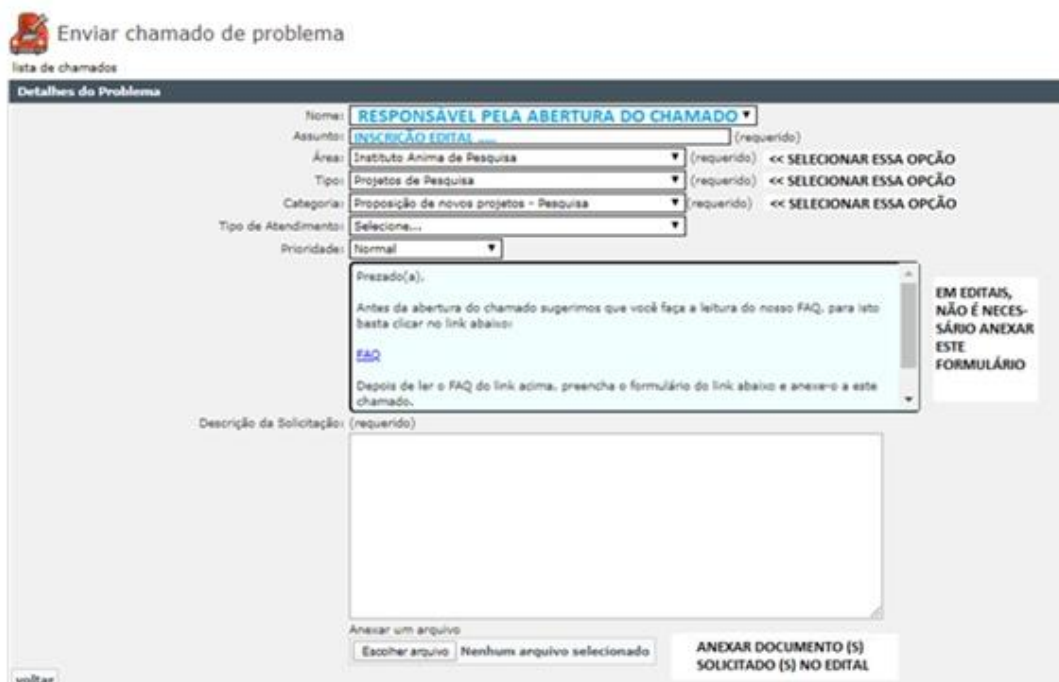 Enviar chamado de problema
lista de chamados
Detalhes do Problema
Nome: RESPONSÁVEL PELA ABERTURA DO CHAMADO
Assunto: INSCRIÇÃO EDITAL ..... (requerido)
Área: Instituto Anima de Pesquisa (requerido) << SELECIONAR ESSA OPÇÃO
Tipo: Projetos de Pesquisa (requerido) << SELECIONAR ESSA OPÇÃO
Categoria: Proposição de novos projetos - Pesquisa (requerido) << SELECIONAR ESSA OPÇÃO
Tipo de Atendimento: Selecione...
Prioridade: Normal
Prezado(a),
Antes da abertura do chamado sugerimos que você faça a leitura do nosso FAQ, para isto
basta clicar no link abaixo:
FAQ
Depois de ler o FAQ do link acima, preencha o formulário do link abaixo e anexe-o a este
chamado.
EM EDITAIS,
NÃO É NECES-
SÁRIO ANEXAR
ESTE
FORMULÁRIO
Descrição da Solicitação: (requerido)
Anexar um arquivo
Escolher arquivo Nenhum arquivo selecionado
ANEXAR DOCUMENTO (S)
SOLICITADO (S) NO EDITAL
voltar